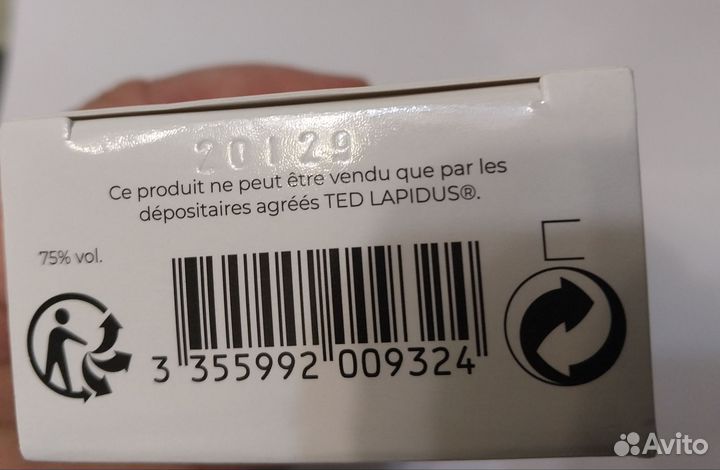 20129
Ce produit ne peut être vendu que par les
dépositaires agréés TED LAPIDUS®.
75% vol.
3 355992 009324
Avito